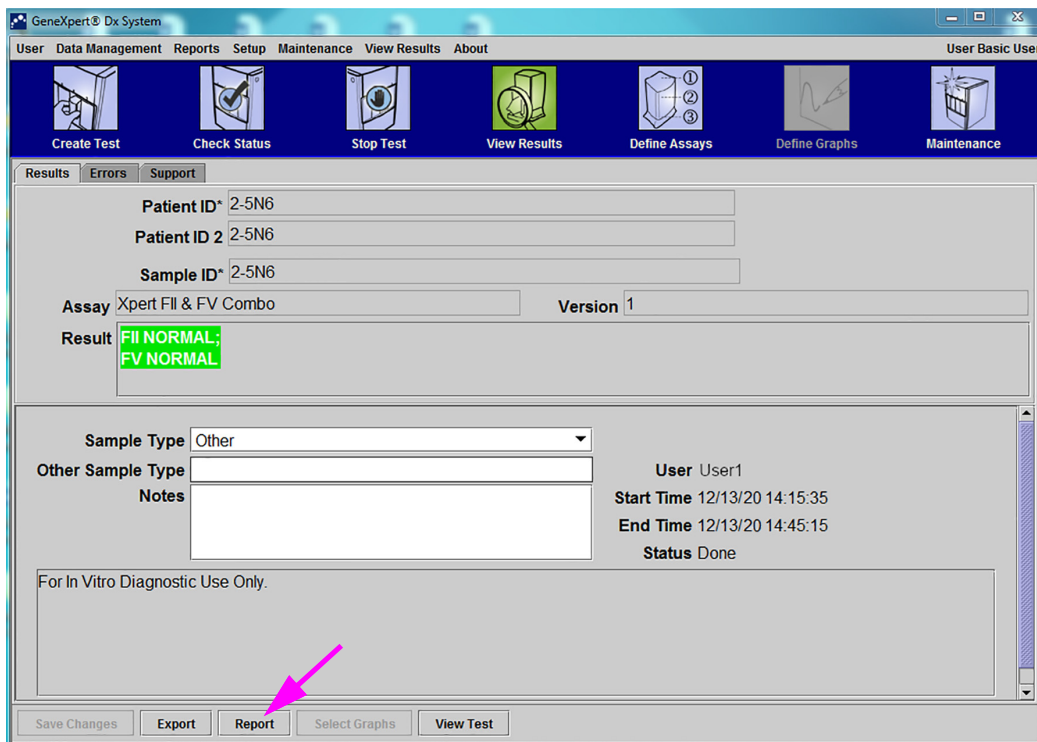 GeneXpert® Dx System
User Data Management Reports Setup Maintenance View Results About User Basic User
① ② ③
Create Test Check Status Stop Test View Results Define Assays Define Graphs Maintenance
Results Errors Support
Patient ID* 2-5N6
Patient ID 2 2-5N6
Sample ID* 2-5N6
Assay Xpert FII & FV Combo Version 1
Result FII NORMAL;
FV NORMAL
Sample Type Other
Other Sample Type User User1
Notes Start Time 12/13/20 14:15:35
End Time 12/13/20 14:45:15
Status Done
For In Vitro Diagnostic Use Only.
Save Changes Export Report Select Graphs View Test